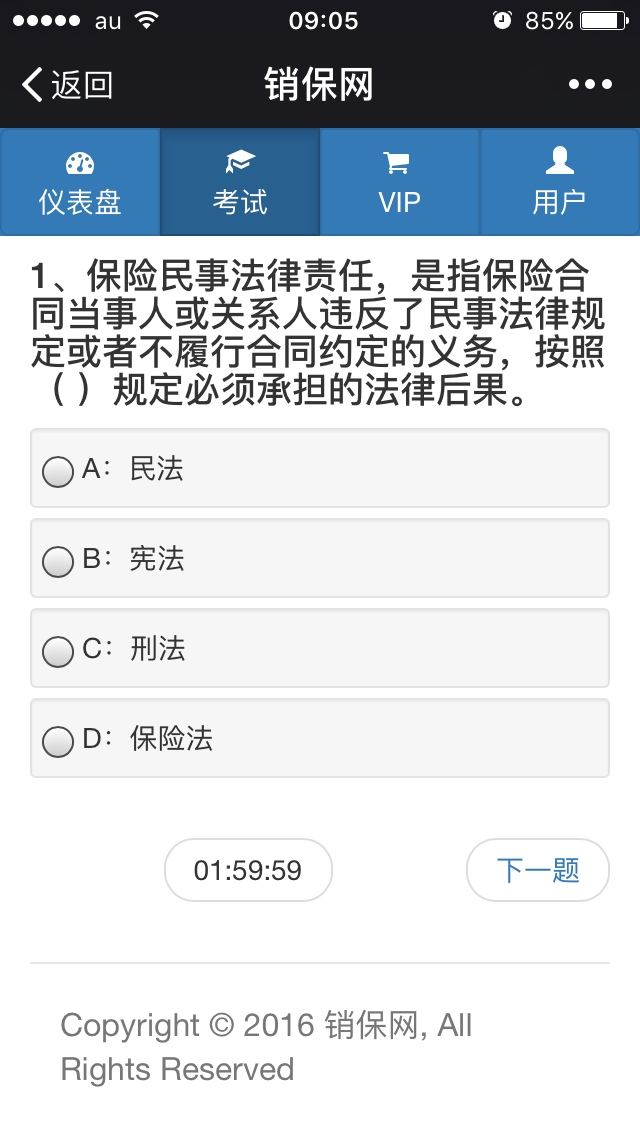 au 09:05 85%
返回 销保网
仪表盘 考试 VIP 用户
1、保险民事法律责任，是指保险合
同当事人或关系人违反了民事法律规
定或者不履行合同约定的义务，按照
（ ）规定必须承担的法律后果。
A：民法
B：宪法
C：刑法
D：保险法
01:59:59 下一题
Copyright © 2016 销保网, All
Rights Reserved